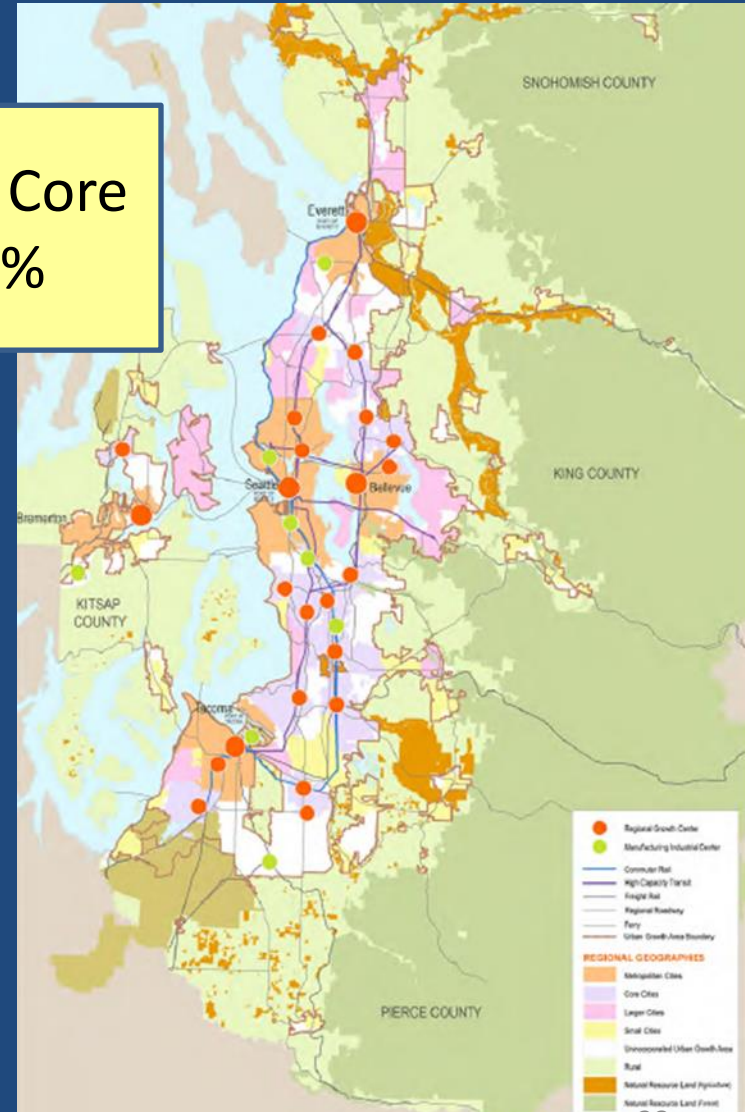 Core
%
SNOHOMISH COUNTY
Everett
KING COUNTY
Seattle
Bellevue
Bremerton
KITSAP
COUNTY
Tacoma
PIERCE COUNTY
Regional Growth Center
Manufacturing Industrial Center
Commuter Rail
High Capacity Transit
Freight Rail
Regional Roadway
Ferry
Urban Growth Area Boundary
REGIONAL GEOGRAPHIES
Metropolitan Cities
Core Cities
Larger Cities
Small Cities
Unincorporated Urban Growth Area
Rural
Natural Resource Land (Agriculture)
Natural Resource Land (Forest)